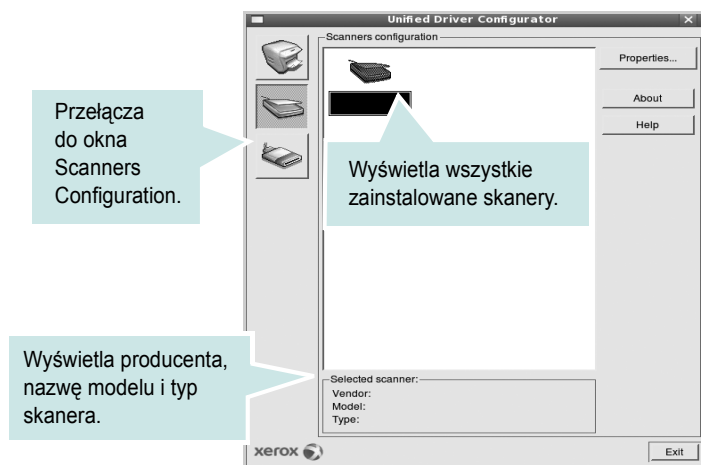 Unified Driver Configurator
Scanners configuration
Properties...
About
Help
Przełącza
do okna
Scanners
Configuration.
Wyświetla wszystkie
zainstalowane skanery.
Wyświetla producenta,
nazwę modelu i typ
skanera.
Selected scanner:
Vendor:
Model:
Type:
xerox
Exit